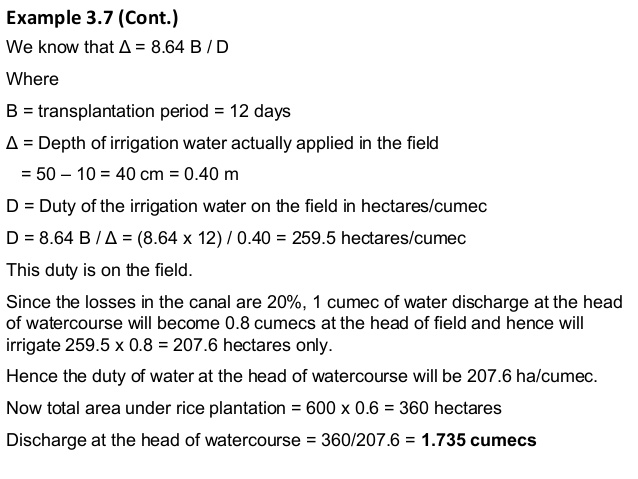 Example 3.7 (Cont.)
We know that Δ = 8.64 B / D
Where
B = transplantation period = 12 days
Δ = Depth of irrigation water actually applied in the field
= 50 – 10 = 40 cm = 0.40 m
D = Duty of the irrigation water on the field in hectares/cumec
D = 8.64 B / Δ = (8.64 x 12) / 0.40 = 259.5 hectares/cumec
This duty is on the field.
Since the losses in the canal are 20%, 1 cumec of water discharge at the head
of watercourse will become 0.8 cumecs at the head of field and hence will
irrigate 259.5 x 0.8 = 207.6 hectares only.
Hence the duty of water at the head of watercourse will be 207.6 ha/cumec.
Now total area under rice plantation = 600 x 0.6 = 360 hectares
Discharge at the head of watercourse = 360/207.6 = 1.735 cumecs